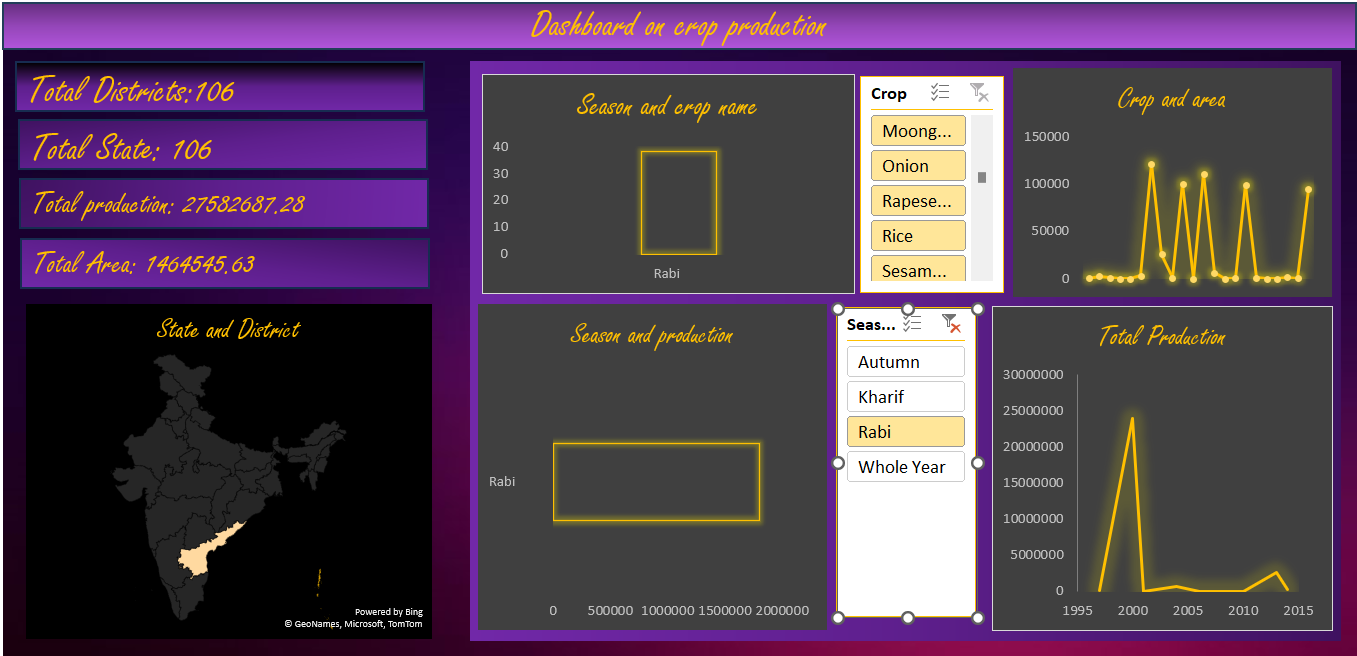 Dashboard on crop production
Total Districts:106
Total State: 106
Total production: 27582687.28
Total Area: 1464545.63
State and District
Powered by Bing
© GeoNames, Microsoft, TomTom
Season and crop name
40
30
20
10
0
Rabi
Crop
Moong...
Onion
Rapese...
Rice
Sesam...
Crop and area
150000
100000
50000
0
Season and production
Rabi
0 500000 1000000 1500000 2000000
Seas...
Autumn
Kharif
Rabi
Whole Year
Total Production
30000000
25000000
20000000
15000000
10000000
5000000
0
1995 2000 2005 2010 2015